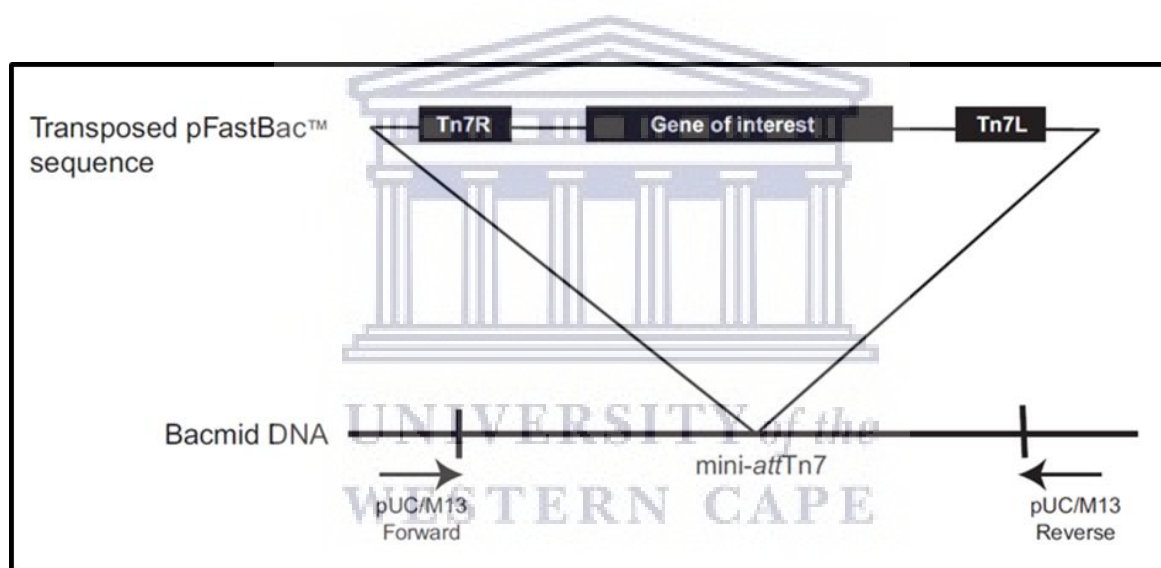 Transposed pFastBac™
sequence
Tn7R
Gene of interest
Tn7L
Bacmid DNA
mini-attTn7
pUC/M13
Forward
pUC/M13
Reverse
UNIVERSITY of the
WESTERN CAPE